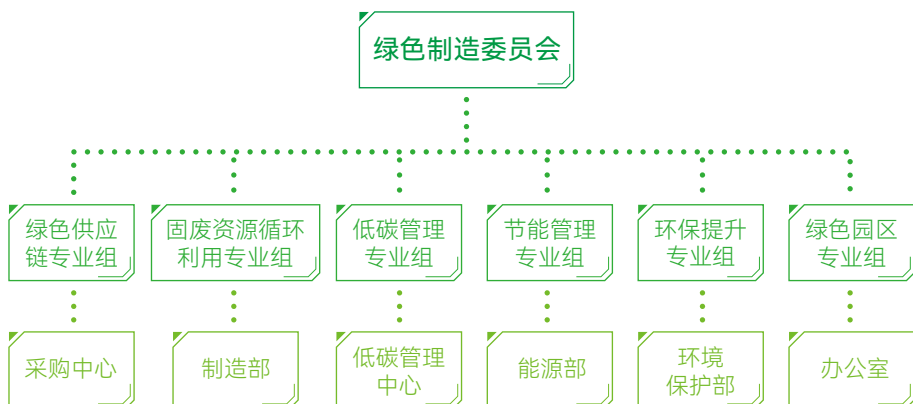 绿色制造委员会
绿色供应
链专业组
固废资源循环
利用专业组
低碳管理
专业组
节能管理
专业组
环保提升
专业组
绿色园区
专业组
采购中心
制造部
低碳管理
中心
能源部
环境
保护部
办公室